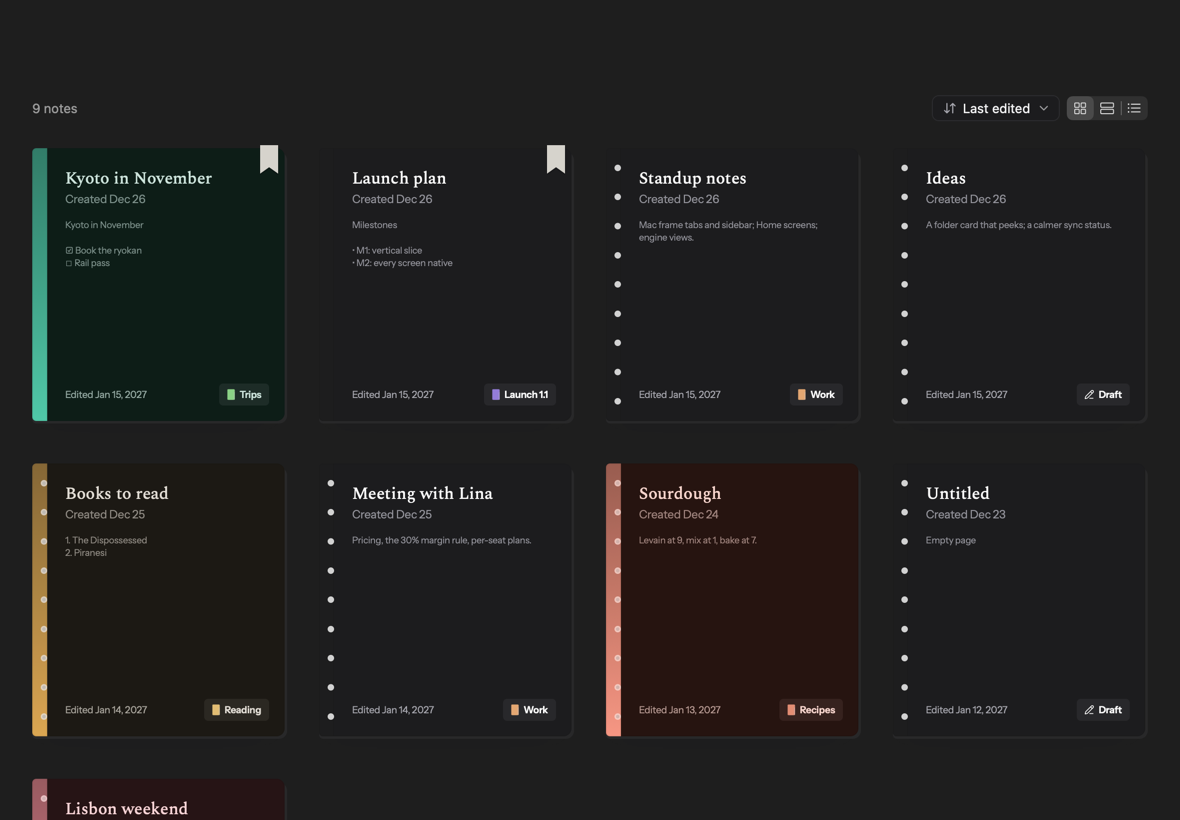 9 notes
Last edited
Kyoto in November
Created Dec 26
Kyoto in November
☑ Book the ryokan
☐ Rail pass
Edited Jan 15, 2027
Trips
Launch plan
Created Dec 26
Milestones
• M1: vertical slice
• M2: every screen native
Edited Jan 15, 2027
Launch 1.1
Standup notes
Created Dec 26
Mac frame tabs and sidebar; Home screens;
engine views.
Edited Jan 15, 2027
Work
Ideas
Created Dec 26
A folder card that peeks; a calmer sync status.
Edited Jan 15, 2027
Draft
Books to read
Created Dec 25
1. The Dispossessed
2. Piranesi
Edited Jan 14, 2027
Reading
Meeting with Lina
Created Dec 25
Pricing, the 30% margin rule, per-seat plans.
Edited Jan 14, 2027
Work
Sourdough
Created Dec 24
Levain at 9, mix at 1, bake at 7.
Edited Jan 13, 2027
Recipes
Untitled
Created Dec 23
Empty page
Edited Jan 12, 2027
Draft
Lisbon weekend